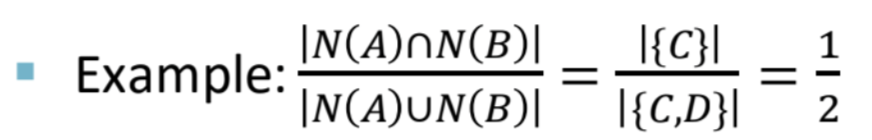 ▪ Example: |N(A)∩N(B)| / |N(A)∪N(B)| = |{C}| / |{C,D}| = 1 / 2